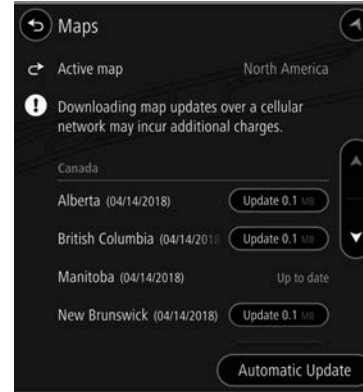 Maps
Active map North America
Downloading map updates over a cellular
network may incur additional charges.
Canada
Alberta (04/14/2018) Update 0.1 MB
British Columbia (04/14/2018 Update 0.1 MB
Manitoba (04/14/2018) Up to date
New Brunswick (04/14/2018) Update 0.1 MB
Automatic Update